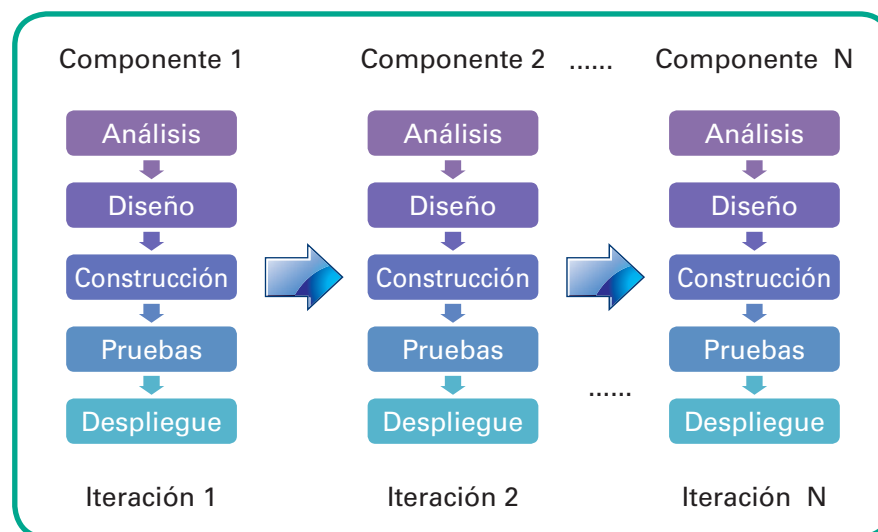 Componente 1
Componente 2 ...... Componente N
Análisis
Diseño
Construcción
Pruebas
Despliegue
Análisis
Diseño
Construcción
Pruebas
Despliegue
......
Análisis
Diseño
Construcción
Pruebas
Despliegue
Iteración 1
Iteración 2
Iteración N